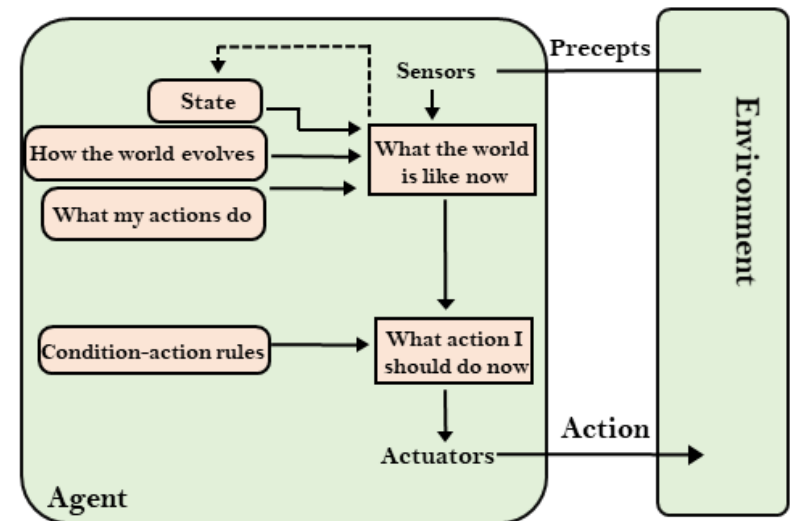 Precepts
Sensors
State
How the world evolves
What the world
is like now
What my actions do
Environment
Condition-action rules
What action I
should do now
Action
Actuators
Agent